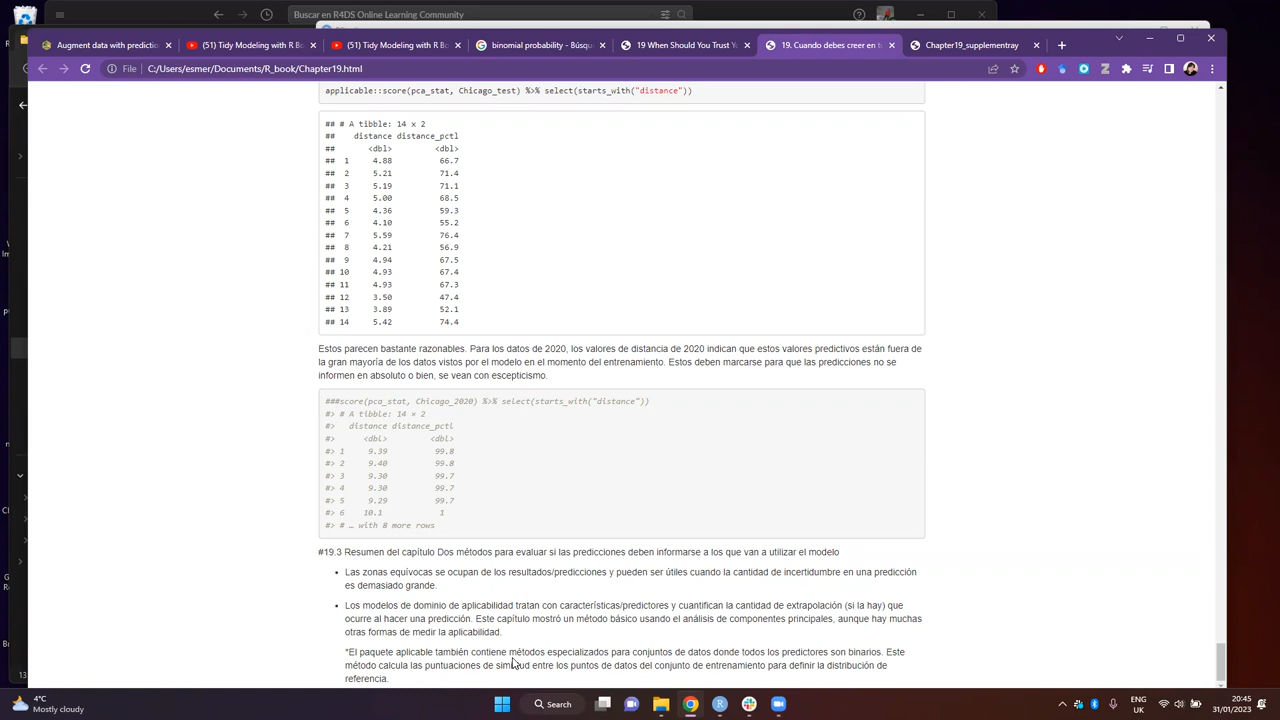 Buscar en R4DS Online Learning Community
Augment data with prediction
(51) Tidy Modeling with R Bo
(51) Tidy Modeling with R Bo
binomial probability - Búsqu
19 When Should You Trust Yo
19. Cuando debes creer en t
Chapter19_supplementray
File
C:/Users/esmer/Documents/R_book/Chapter19.html
applicable::score(pca_stat, Chicago_test) %>% select(starts_with("distance"))
## # A tibble: 14 x 2
##    distance distance_pctl
##       <dbl>         <dbl>
##  1     4.88          66.7
##  2     5.21          71.4
##  3     5.19          71.1
##  4     5.00          68.5
##  5     4.36          59.3
##  6     4.10          55.2
##  7     5.59          76.4
##  8     4.21          56.9
##  9     4.94          67.5
## 10     4.93          67.4
## 11     4.93          67.3
## 12     3.50          47.4
## 13     3.89          52.1
## 14     5.42          74.4
Estos parecen bastante razonables. Para los datos de 2020, los valores de distancia de 2020 indican que estos valores predictivos están fuera de
la gran mayoría de los datos vistos por el modelo en el momento del entrenamiento. Estos deben marcarse para que las predicciones no se
informen en absoluto o bien, se vean con escepticismo.
###score(pca_stat, Chicago_2020) %>% select(starts_with("distance"))
#> # A tibble: 14 × 2
#>   distance distance_pctl
#>      <dbl>         <dbl>
#> 1     9.39          99.8
#> 2     9.40          99.8
#> 3     9.30          99.7
#> 4     9.30          99.7
#> 5     9.29          99.7
#> 6    10.1            1
#> # … with 8 more rows
#19.3 Resumen del capítulo Dos métodos para evaluar si las predicciones deben informarse a los que van a utilizar el modelo
• Las zonas equívocas se ocupan de los resultados/predicciones y pueden ser útiles cuando la cantidad de incertidumbre en una predicción
es demasiado grande.
• Los modelos de dominio de aplicabilidad tratan con características/predictores y cuantifican la cantidad de extrapolación (si la hay) que
ocurre al hacer una predicción. Este capítulo mostró un método básico usando el análisis de componentes principales, aunque hay muchas
otras formas de medir la aplicabilidad.
"El paquete aplicable también contiene métodos especializados para conjuntos de datos donde todos los predictores son binarios. Este
método calcula las puntuaciones de similitud entre los puntos de datos del conjunto de entrenamiento para definir la distribución de
referencia.
4°C
Mostly cloudy
Search
ENG
UK
20:45
31/01/2023